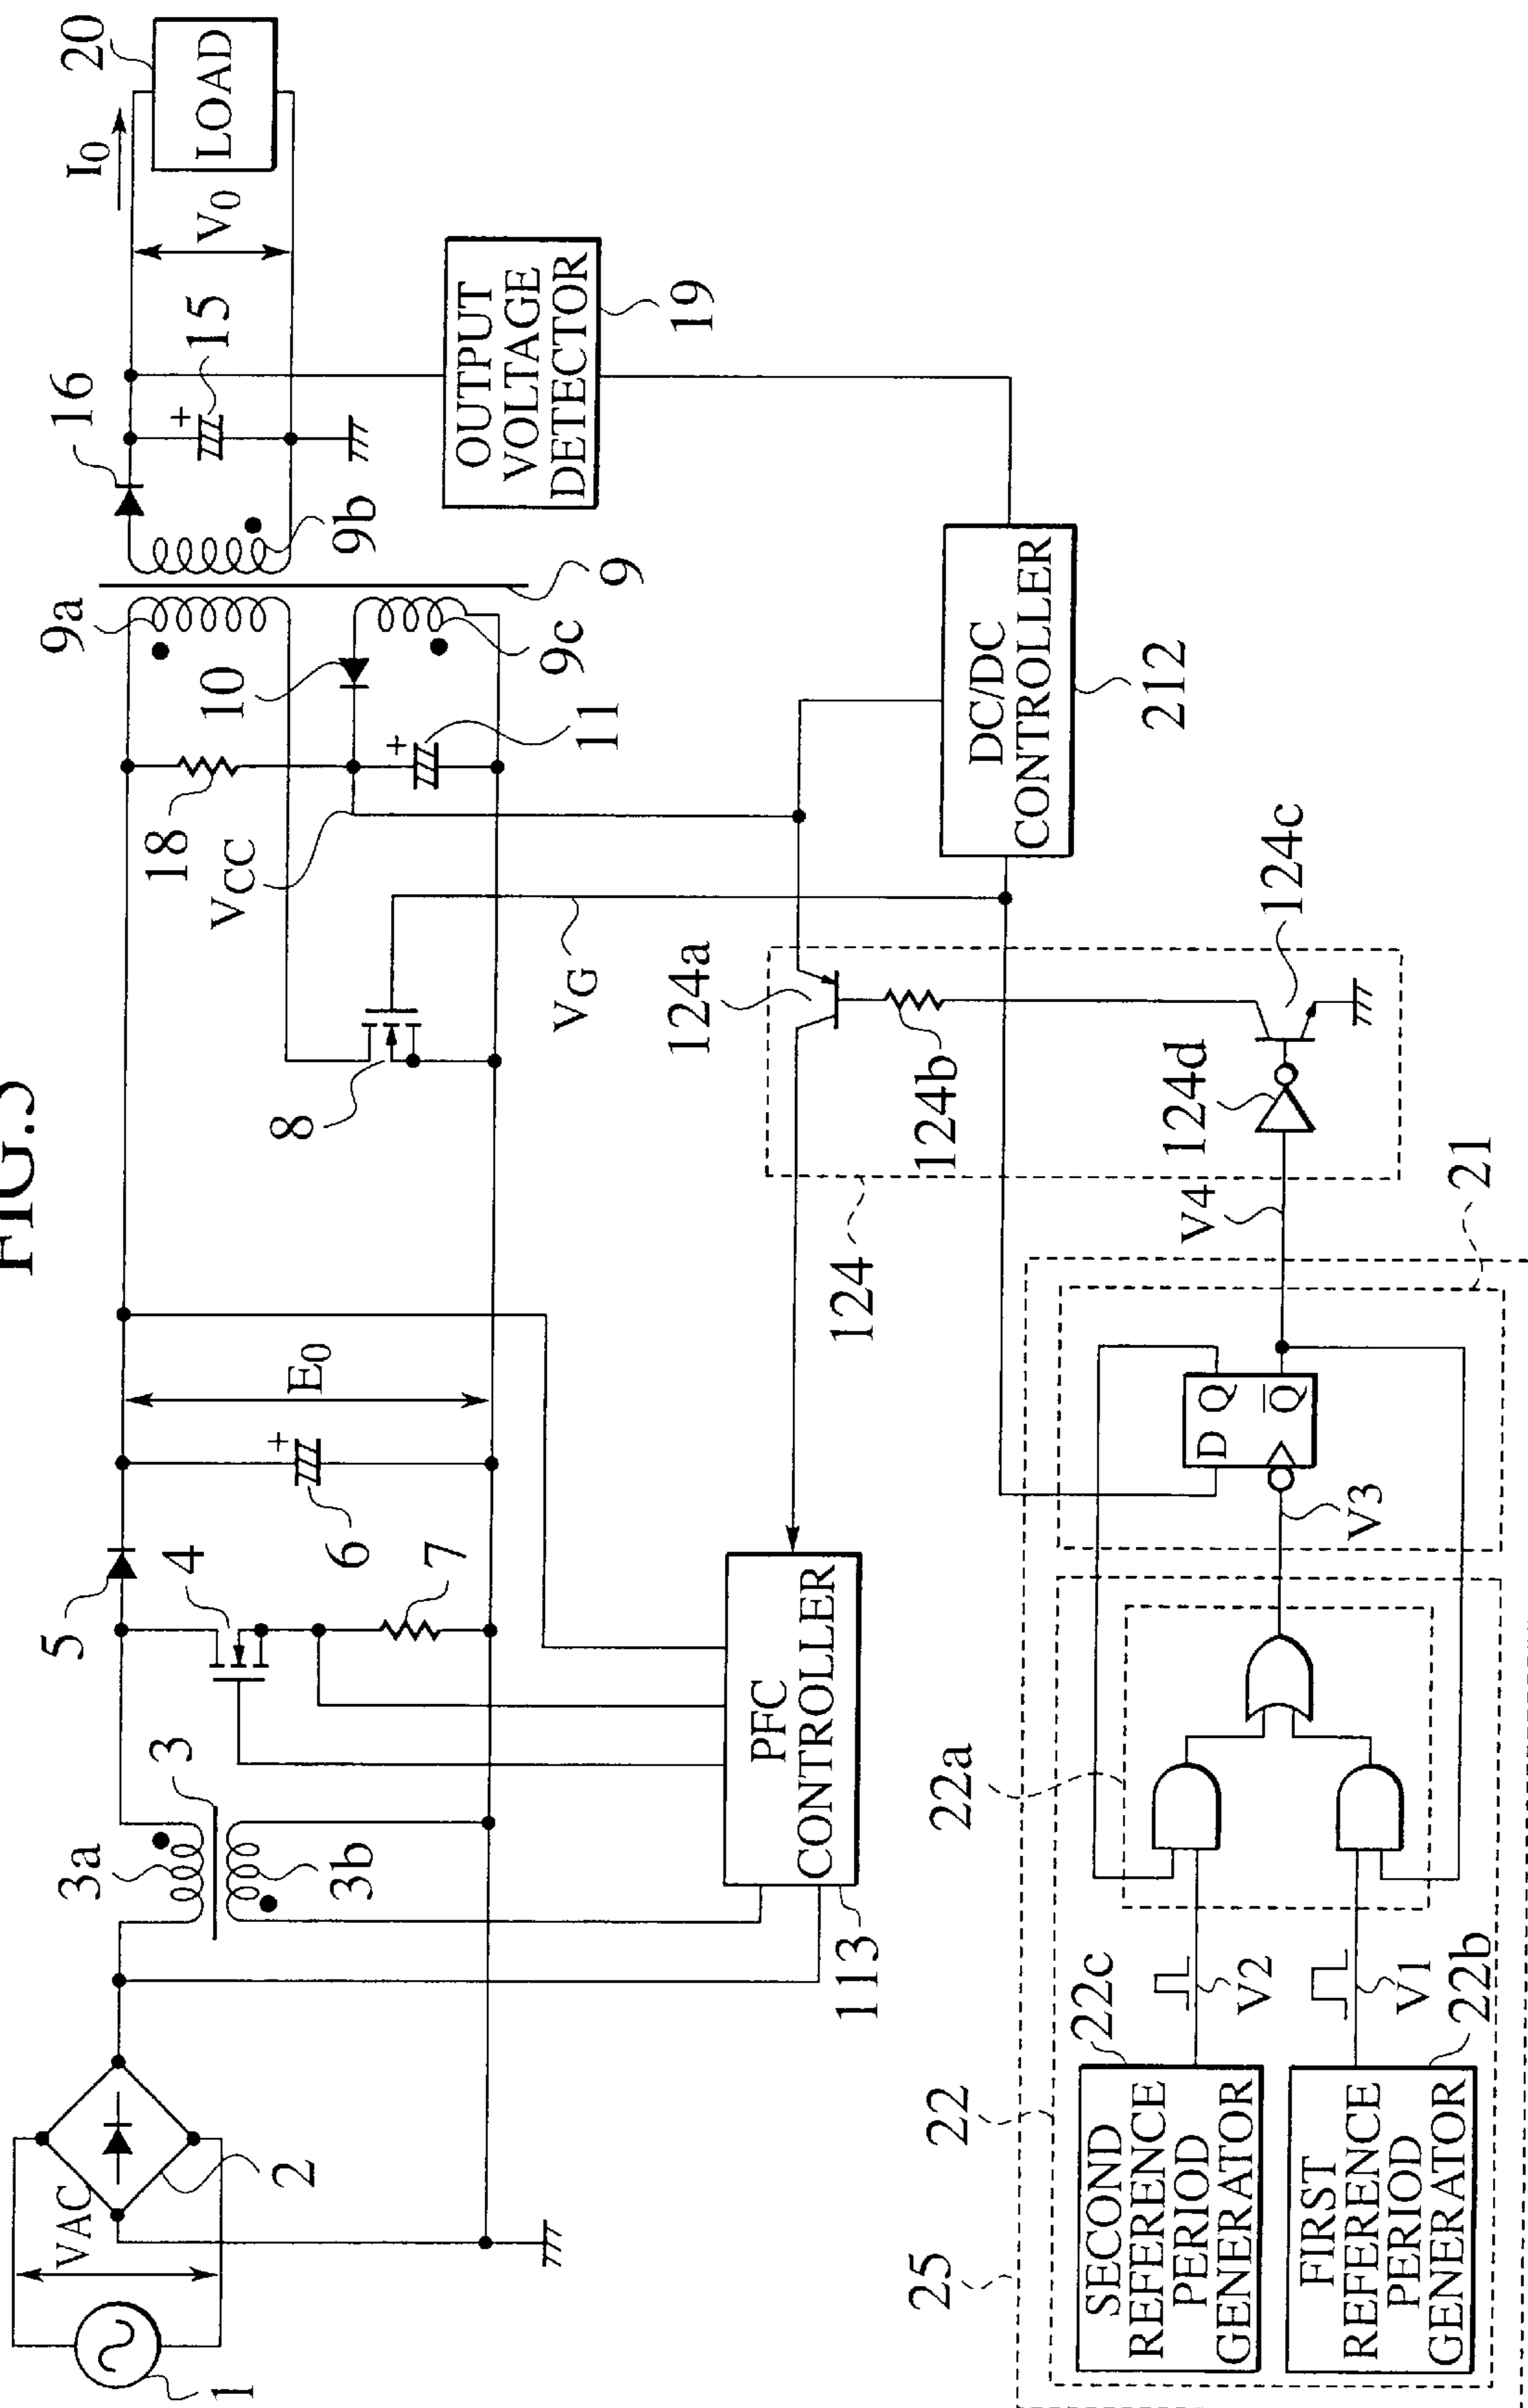 FIG.5
1
VAC
2
3a
3
3b
5
4
6
7
E0
8
VG
VCC
18
10
11
9a
9b
9c
9
16
15
V0
I0
20
LOAD
OUTPUT
VOLTAGE
DETECTOR
19
DC/DC
CONTROLLER
212
PFC
CONTROLLER
113
124
124a
124b
124c
124d
V4
21
D Q
Q
V3
22a
25
22
22c
SECOND
REFERENCE
PERIOD
GENERATOR
V2
FIRST
REFERENCE
PERIOD
GENERATOR
V1
22b